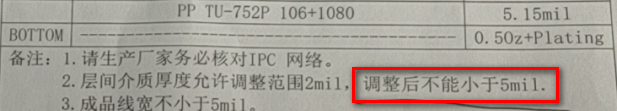 PP TU-752P 106+1080 5.15mil
BOTTOM 0.5Oz+Plating
备注：1.请生产厂家务必核对IPC 网络。
2.层间介质厚度允许调整范围2mil，调整后不能小于5mil.
3.成品线宽不小于5mil。